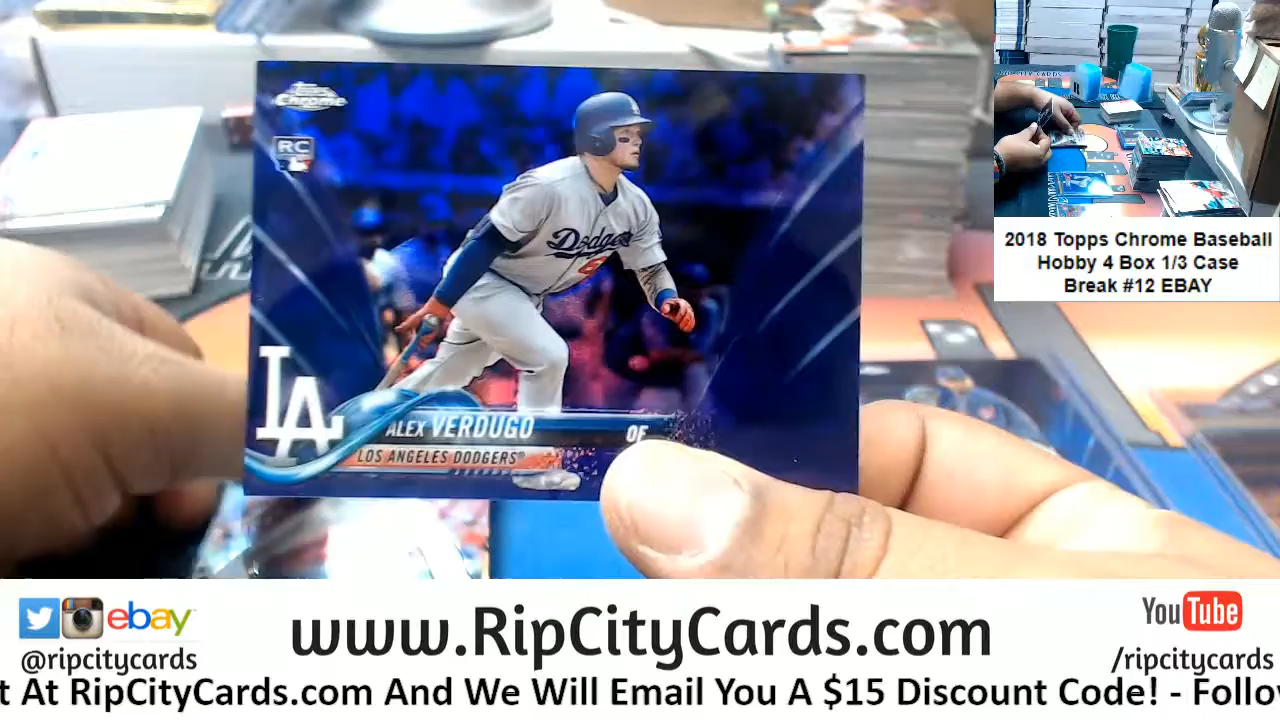 Topps
Chrome
RC
Dodgers
LA
ALEX VERDUGO
OF
LOS ANGELES DODGERS®
2018 Topps Chrome Baseball
Hobby 4 Box 1/3 Case
Break #12 EBAY
ebay
@ripcitycards
www.RipCityCards.com
YouTube
/ripcitycards
t At RipCityCards.com And We Will Email You A $15 Discount Code! - Follo